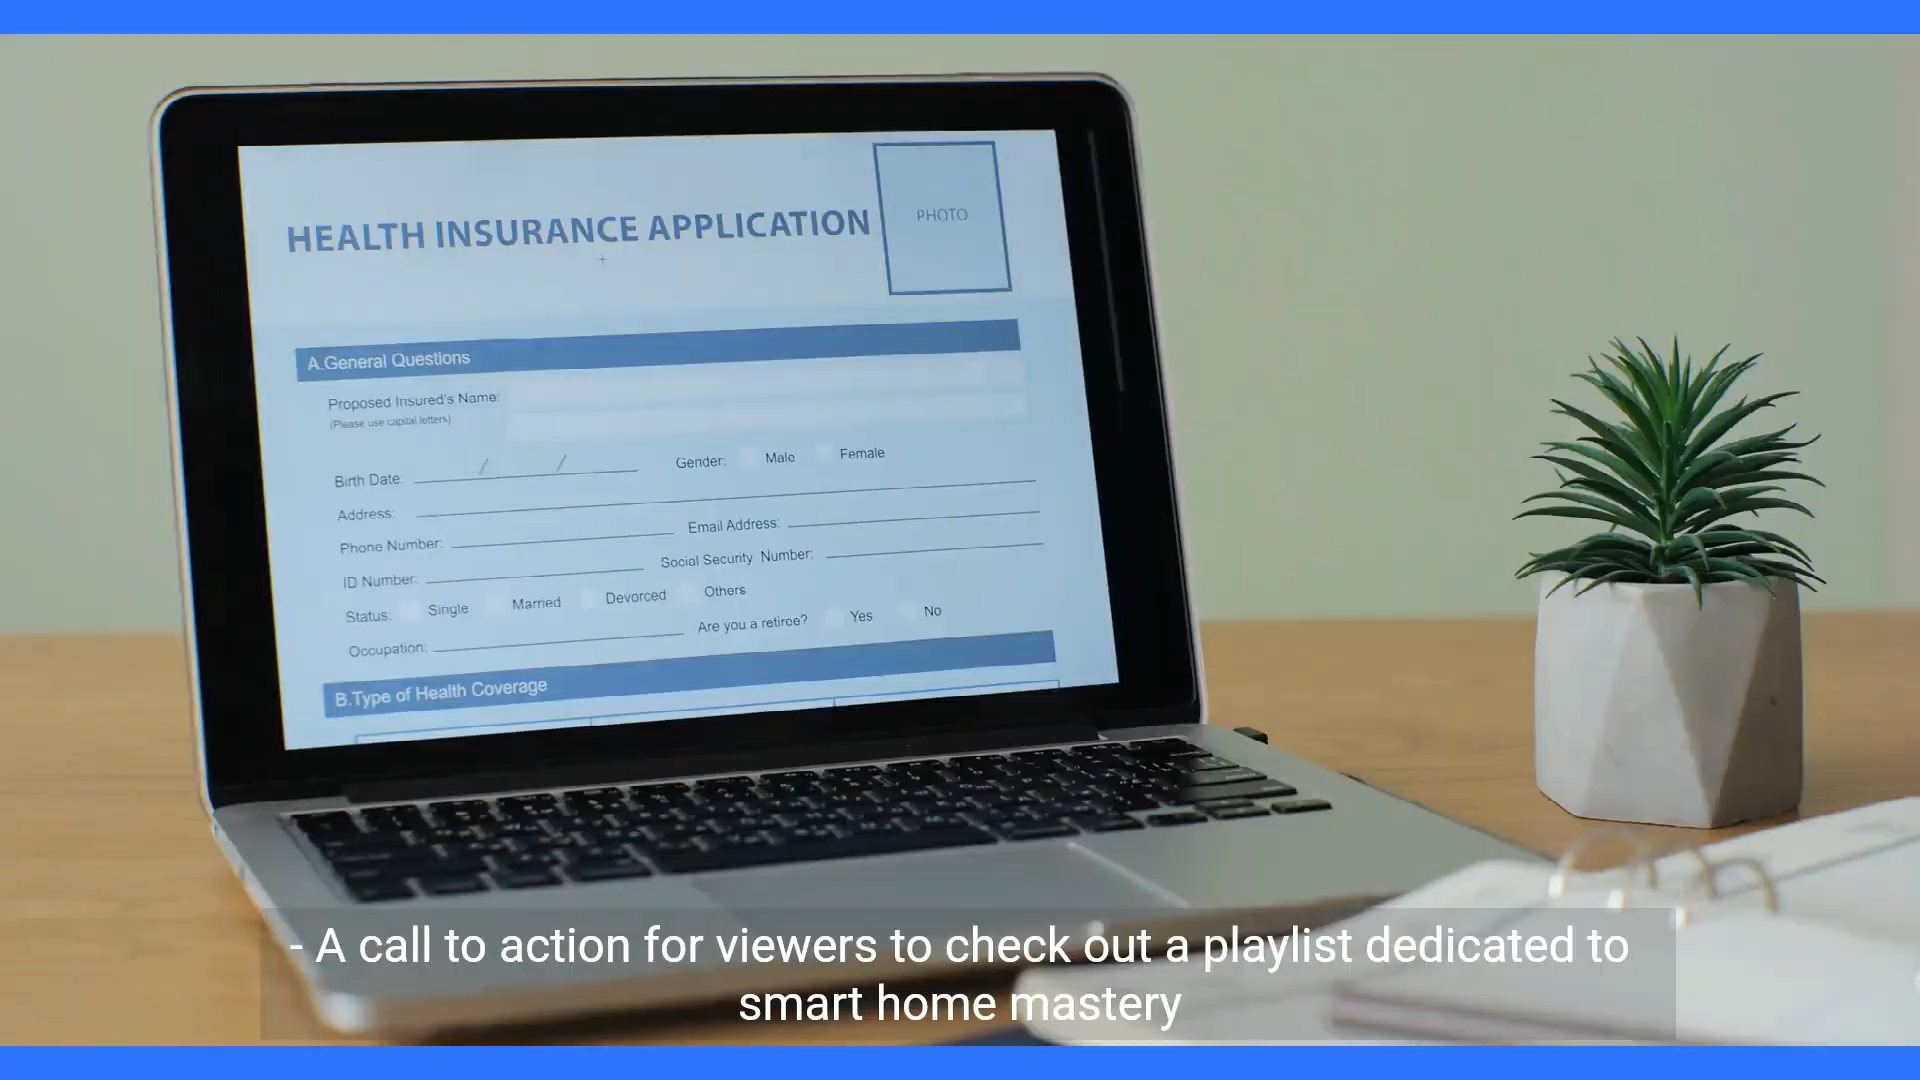 HEALTH INSURANCE APPLICATION
PHOTO
A.General Questions
Proposed Insured's Name:
(Please use capital letters)
Birth Date: / / Gender: Male Female
Address:
Phone Number: Email Address:
ID Number: Social Security Number:
Status: Single Married Devorced Others
Occupation: Are you a retiree? Yes No
B.Type of Health Coverage
- A call to action for viewers to check out a playlist dedicated to
smart home mastery